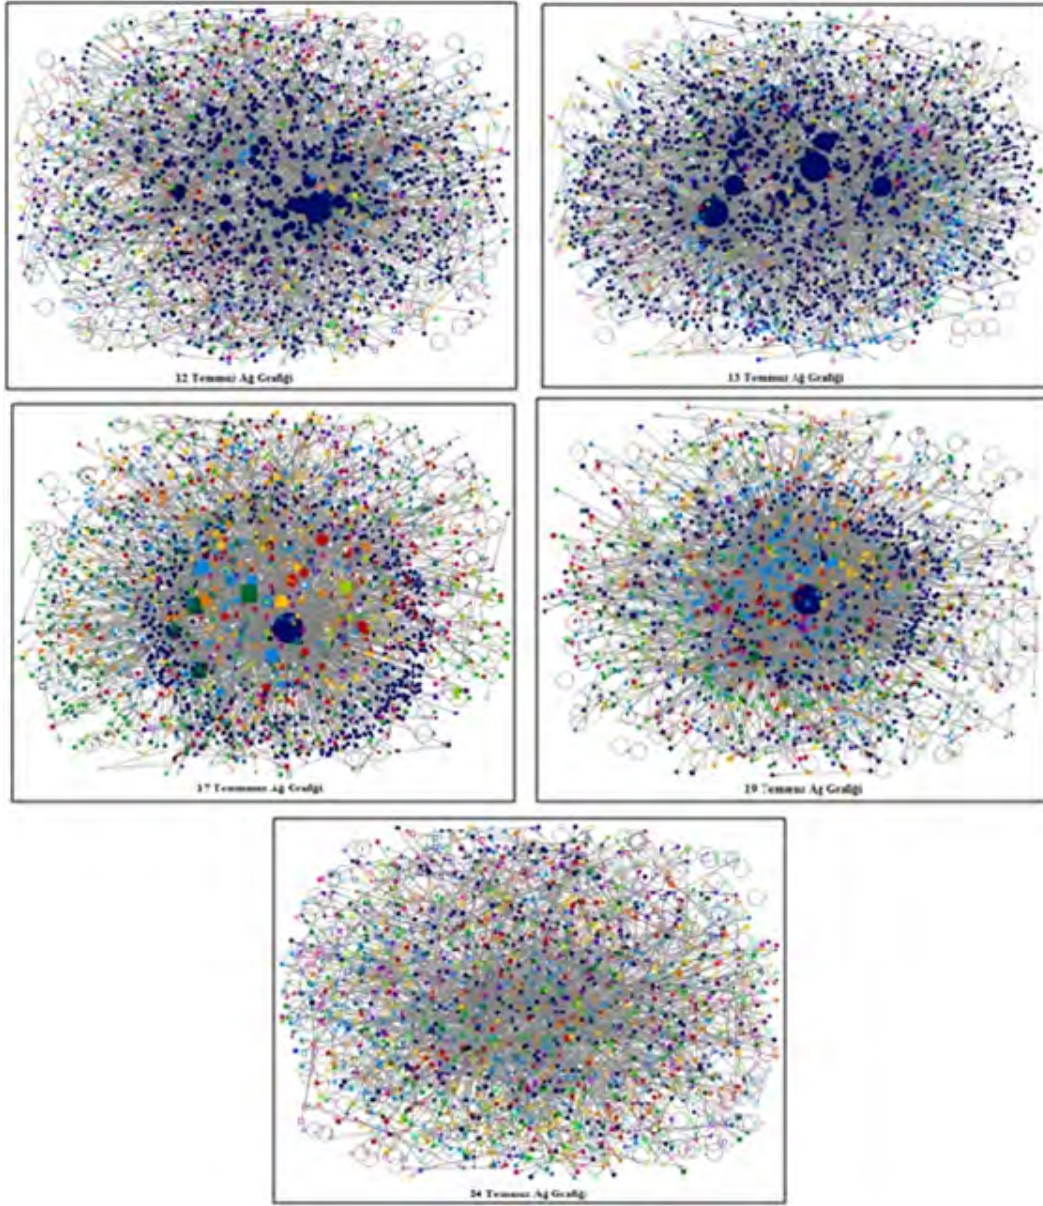 12 Temmuz Ağ Grafiği
13 Temmuz Ağ Grafiği
17 Temmuz Ağ Grafiği
19 Temmuz Ağ Grafiği
24 Temmuz Ağ Grafiği